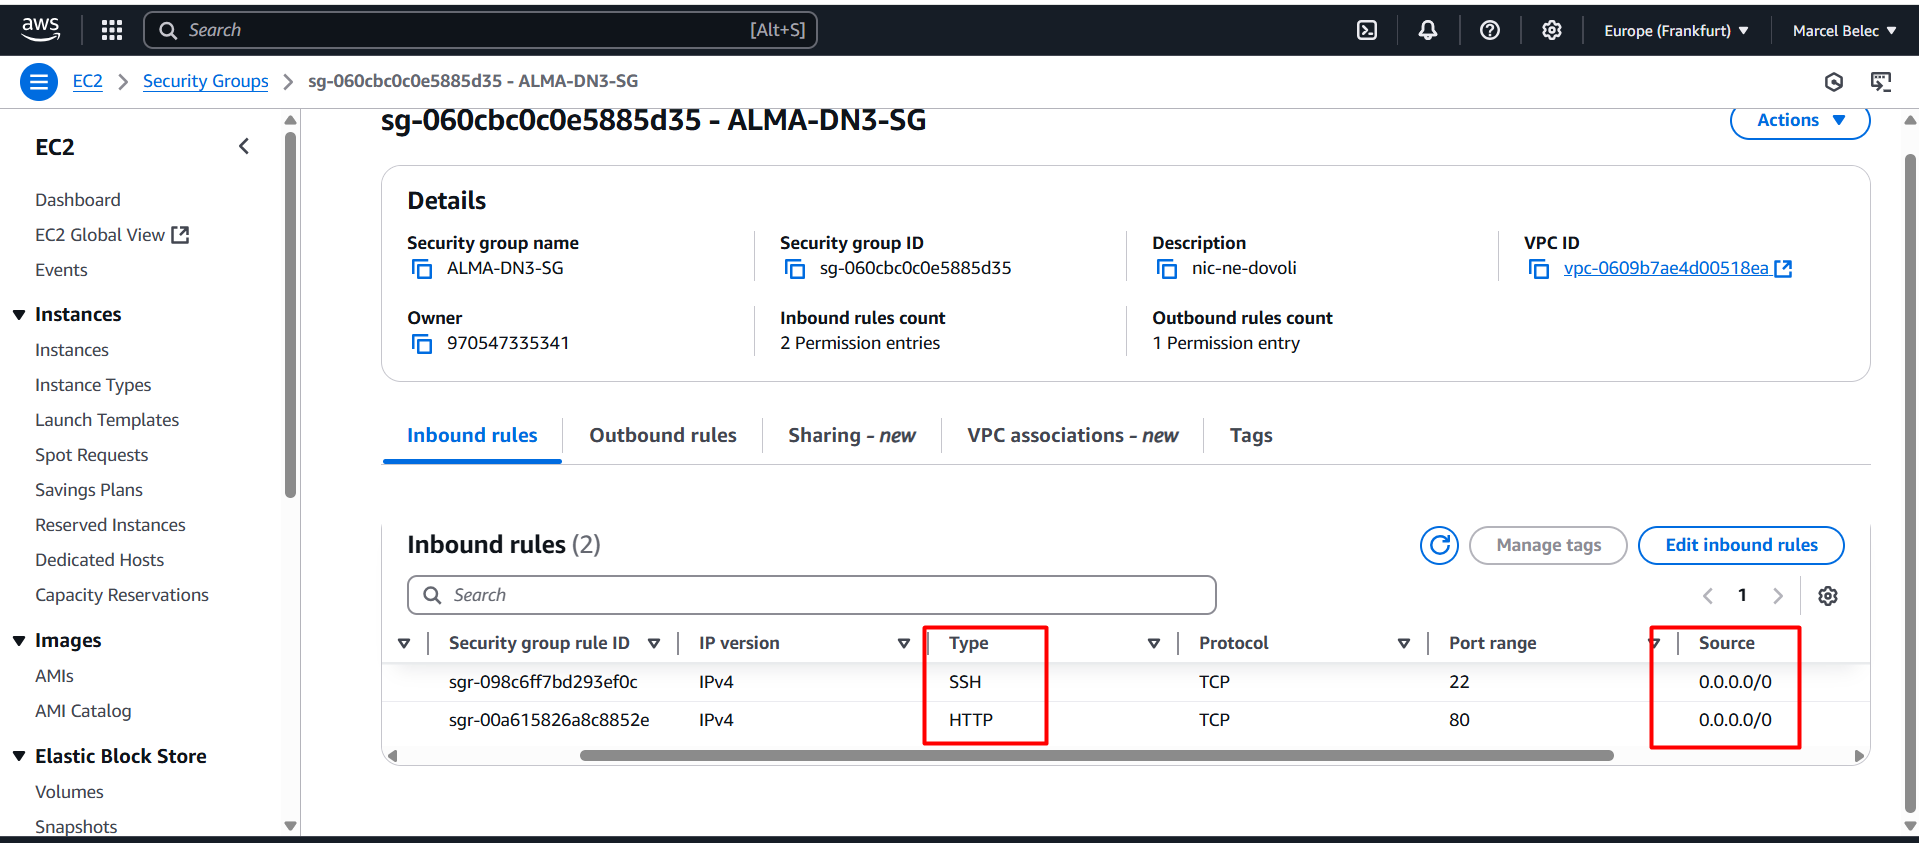 aws
Search [Alt+S]
Europe (Frankfurt) Marcel Belec
EC2 Security Groups sg-060cbc0c0e5885d35 - ALMA-DN3-SG
EC2
Dashboard
EC2 Global View
Events
Instances
Instances
Instance Types
Launch Templates
Spot Requests
Savings Plans
Reserved Instances
Dedicated Hosts
Capacity Reservations
Images
AMIs
AMI Catalog
Elastic Block Store
Volumes
Snapshots
sg-060cbc0c0e5885d35 - ALMA-DN3-SG
Actions
Details
Security group name
ALMA-DN3-SG
Security group ID
sg-060cbc0c0e5885d35
Description
nic-ne-dovoli
VPC ID
vpc-0609b7ae4d00518ea
Owner
970547335341
Inbound rules count
2 Permission entries
Outbound rules count
1 Permission entry
Inbound rules Outbound rules Sharing - new VPC associations - new Tags
Inbound rules (2)
Manage tags Edit inbound rules
Search
1
Security group rule ID IP version Type Protocol Port range Source
sgr-098c6ff7bd293ef0c IPv4 SSH TCP 22 0.0.0.0/0
sgr-00a615826a8c8852e IPv4 HTTP TCP 80 0.0.0.0/0